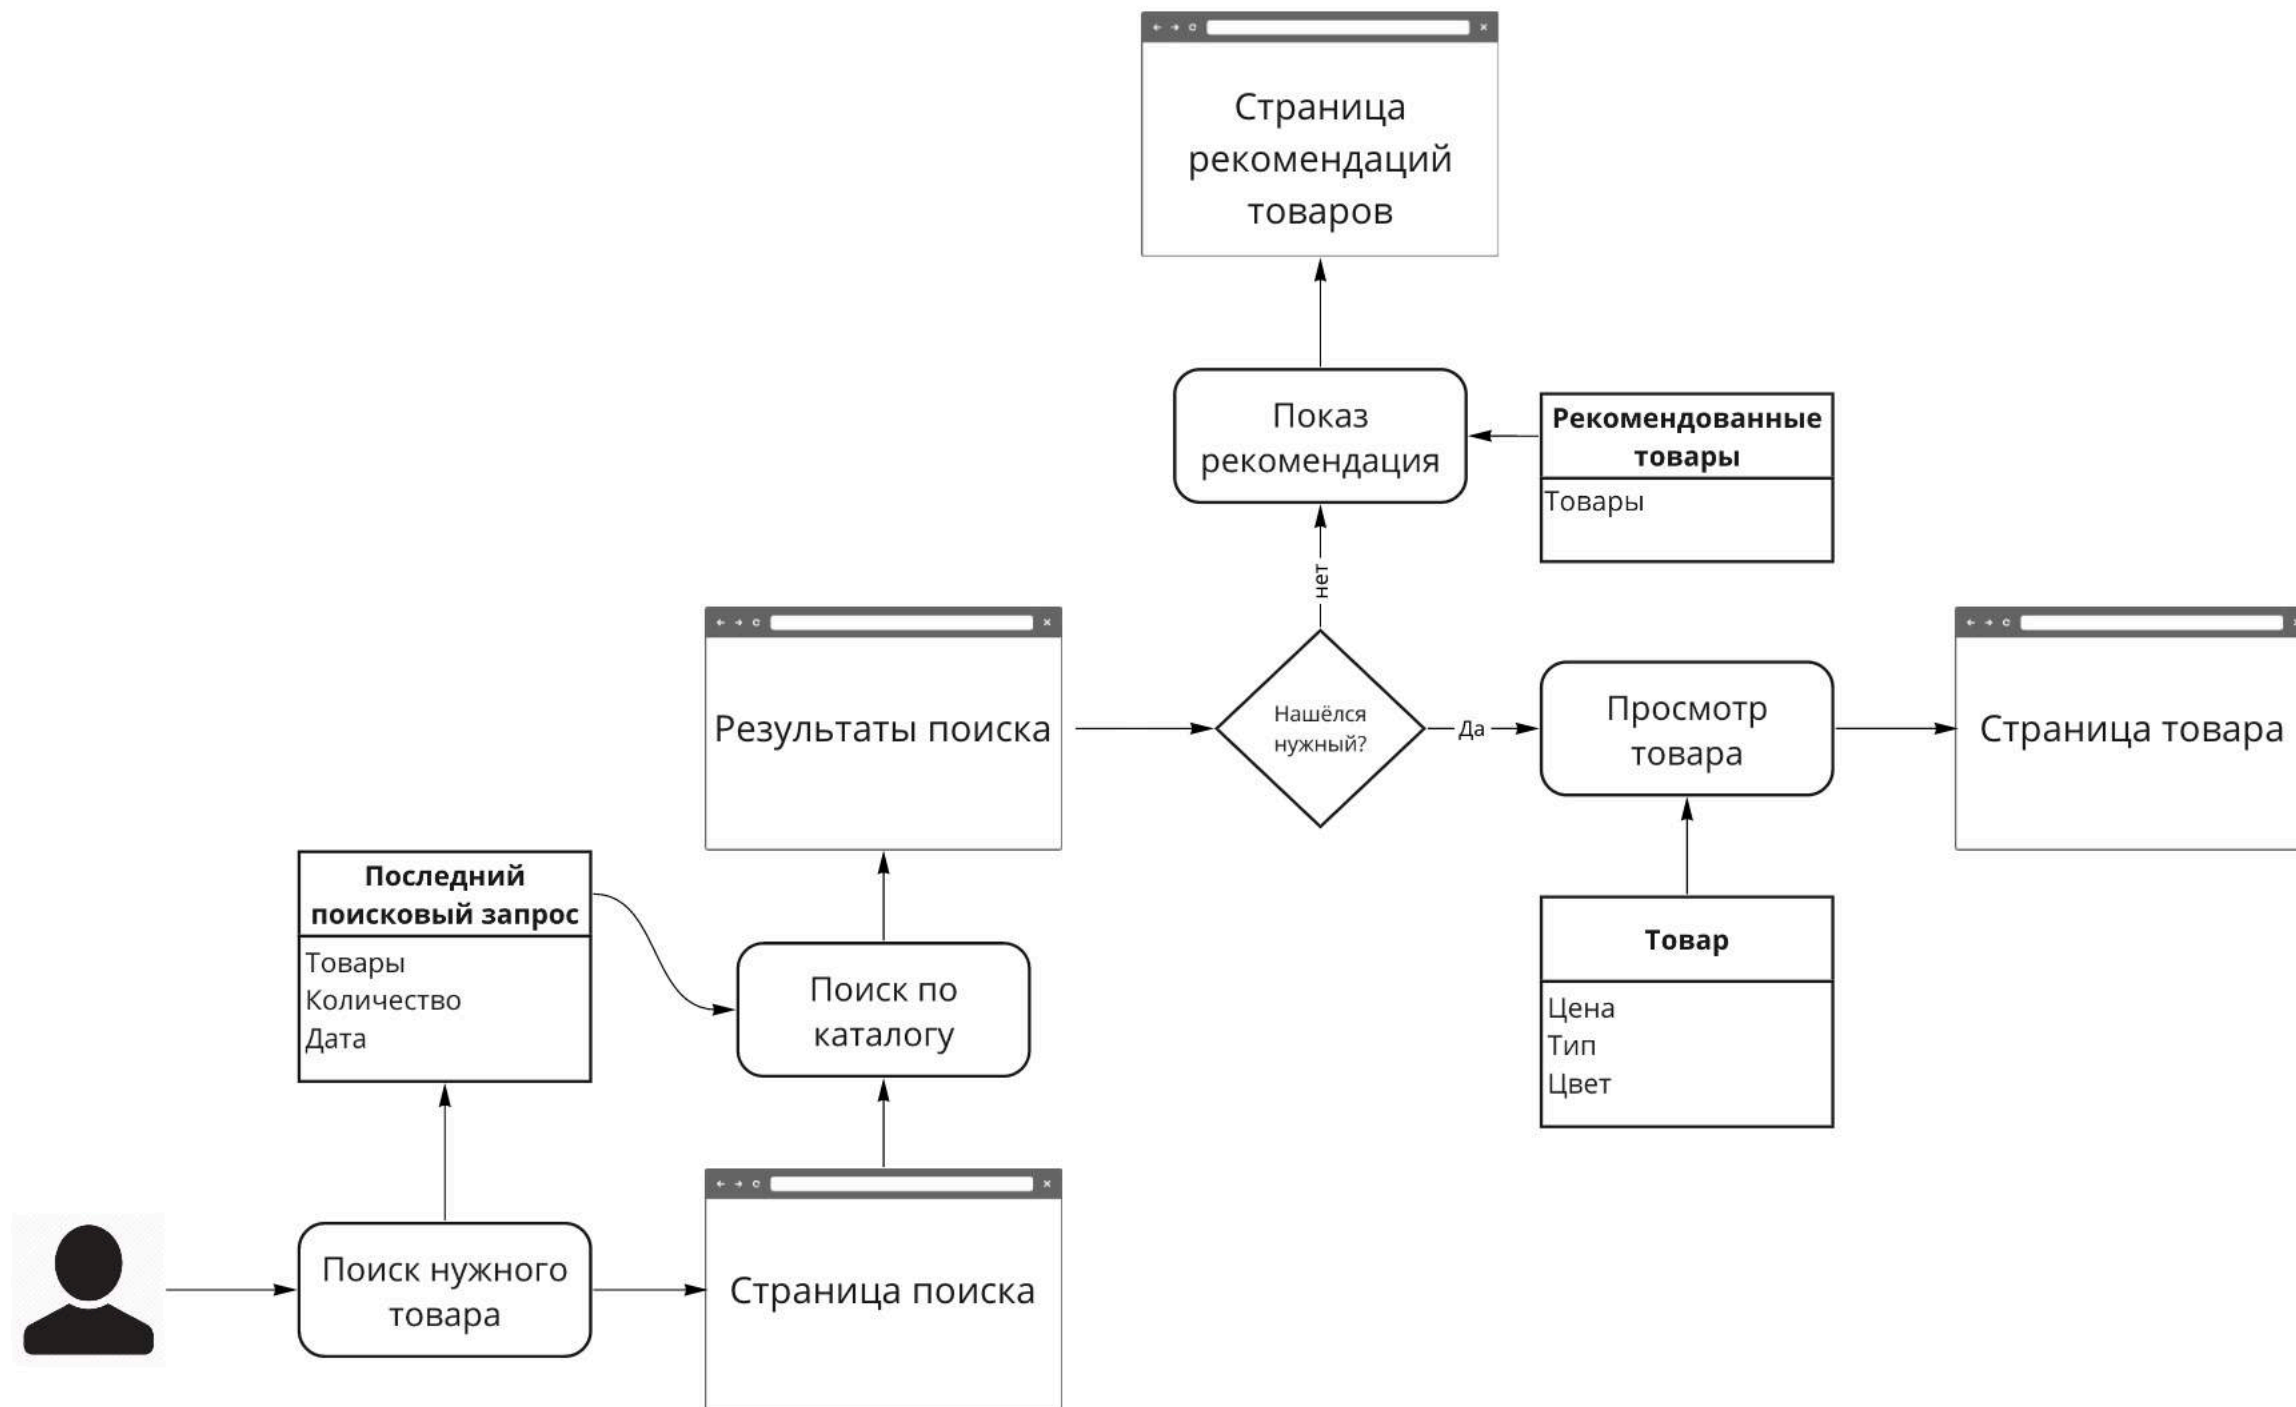 Страница
рекомендаций
товаров
Показ
рекомендация
Рекомендованные
товары
Товары
нет
Результаты поиска
Нашёлся
нужный?
Да
Просмотр
товара
Страница товара
Последний
поисковый запрос
Товары
Количество
Дата
Поиск по
каталогу
Товар
Цена
Тип
Цвет
Поиск нужного
товара
Страница поиска